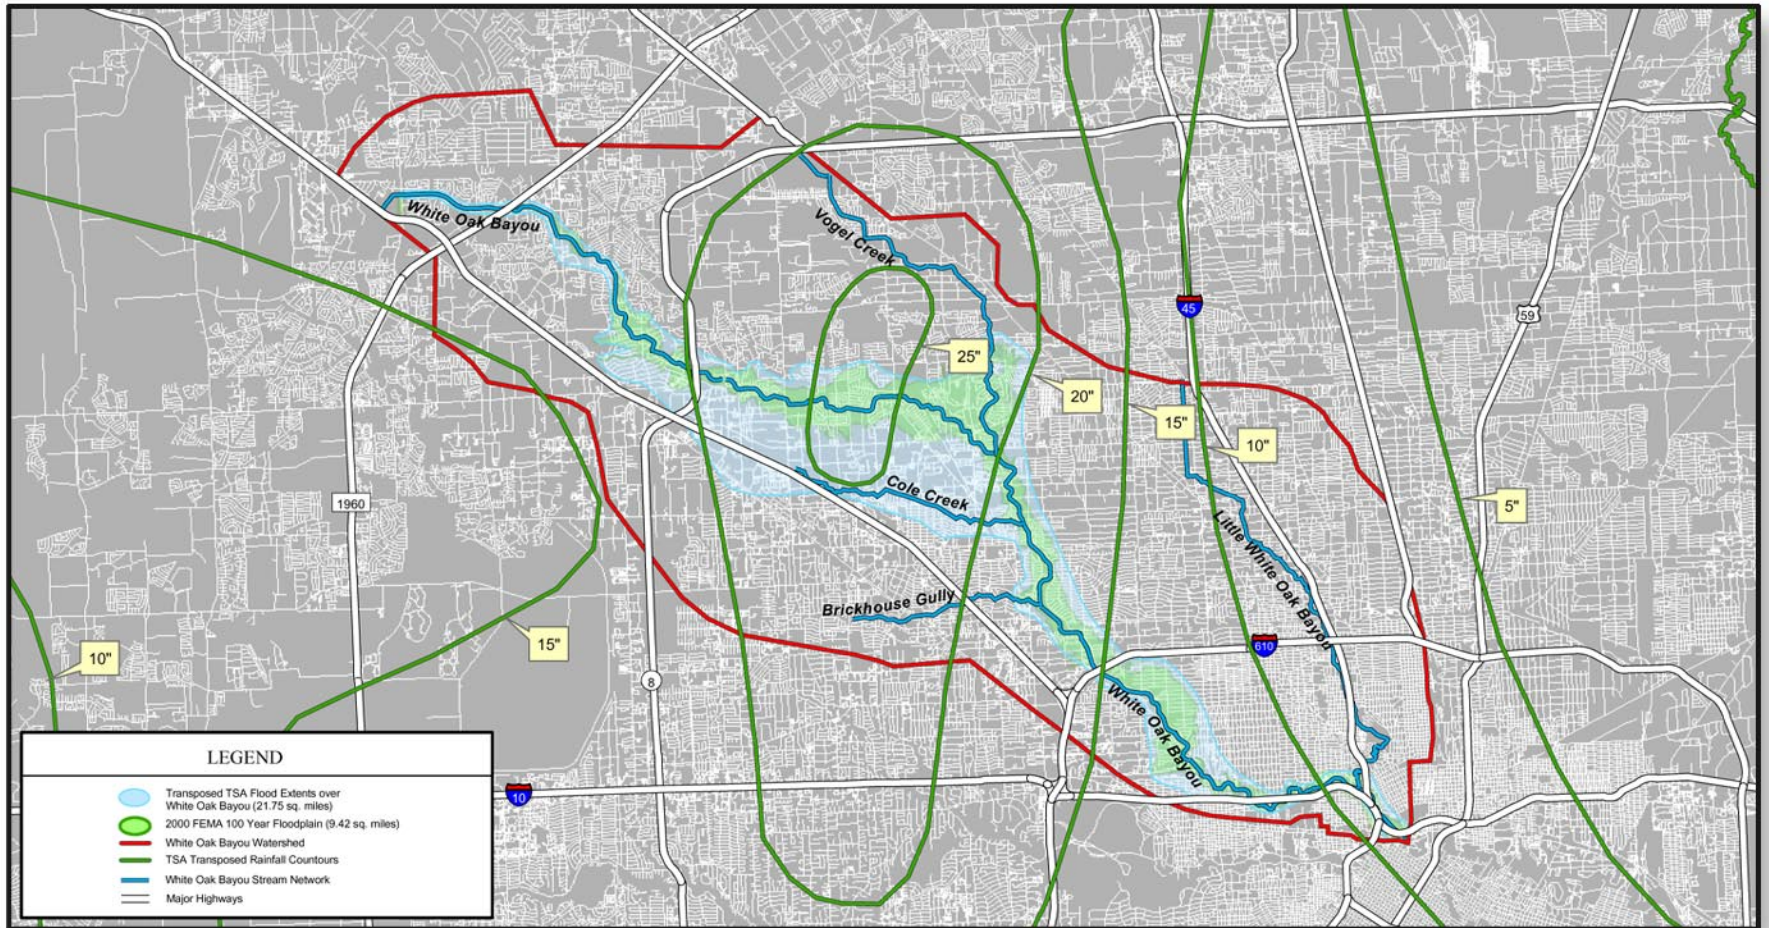 White Oak Bayou
Vogel Creek
45
59
25"
20"
15"
10"
5"
1960
Cole Creek
Little White Oak Bayou
Brickhouse Gully
15"
10"
610
8
White Oak Bayou
10
LEGEND
Transposed TSA Flood Extents over
White Oak Bayou (21.75 sq. miles)
2000 FEMA 100 Year Floodplain (9.42 sq. miles)
White Oak Bayou Watershed
TSA Transposed Rainfall Countours
White Oak Bayou Stream Network
Major Highways